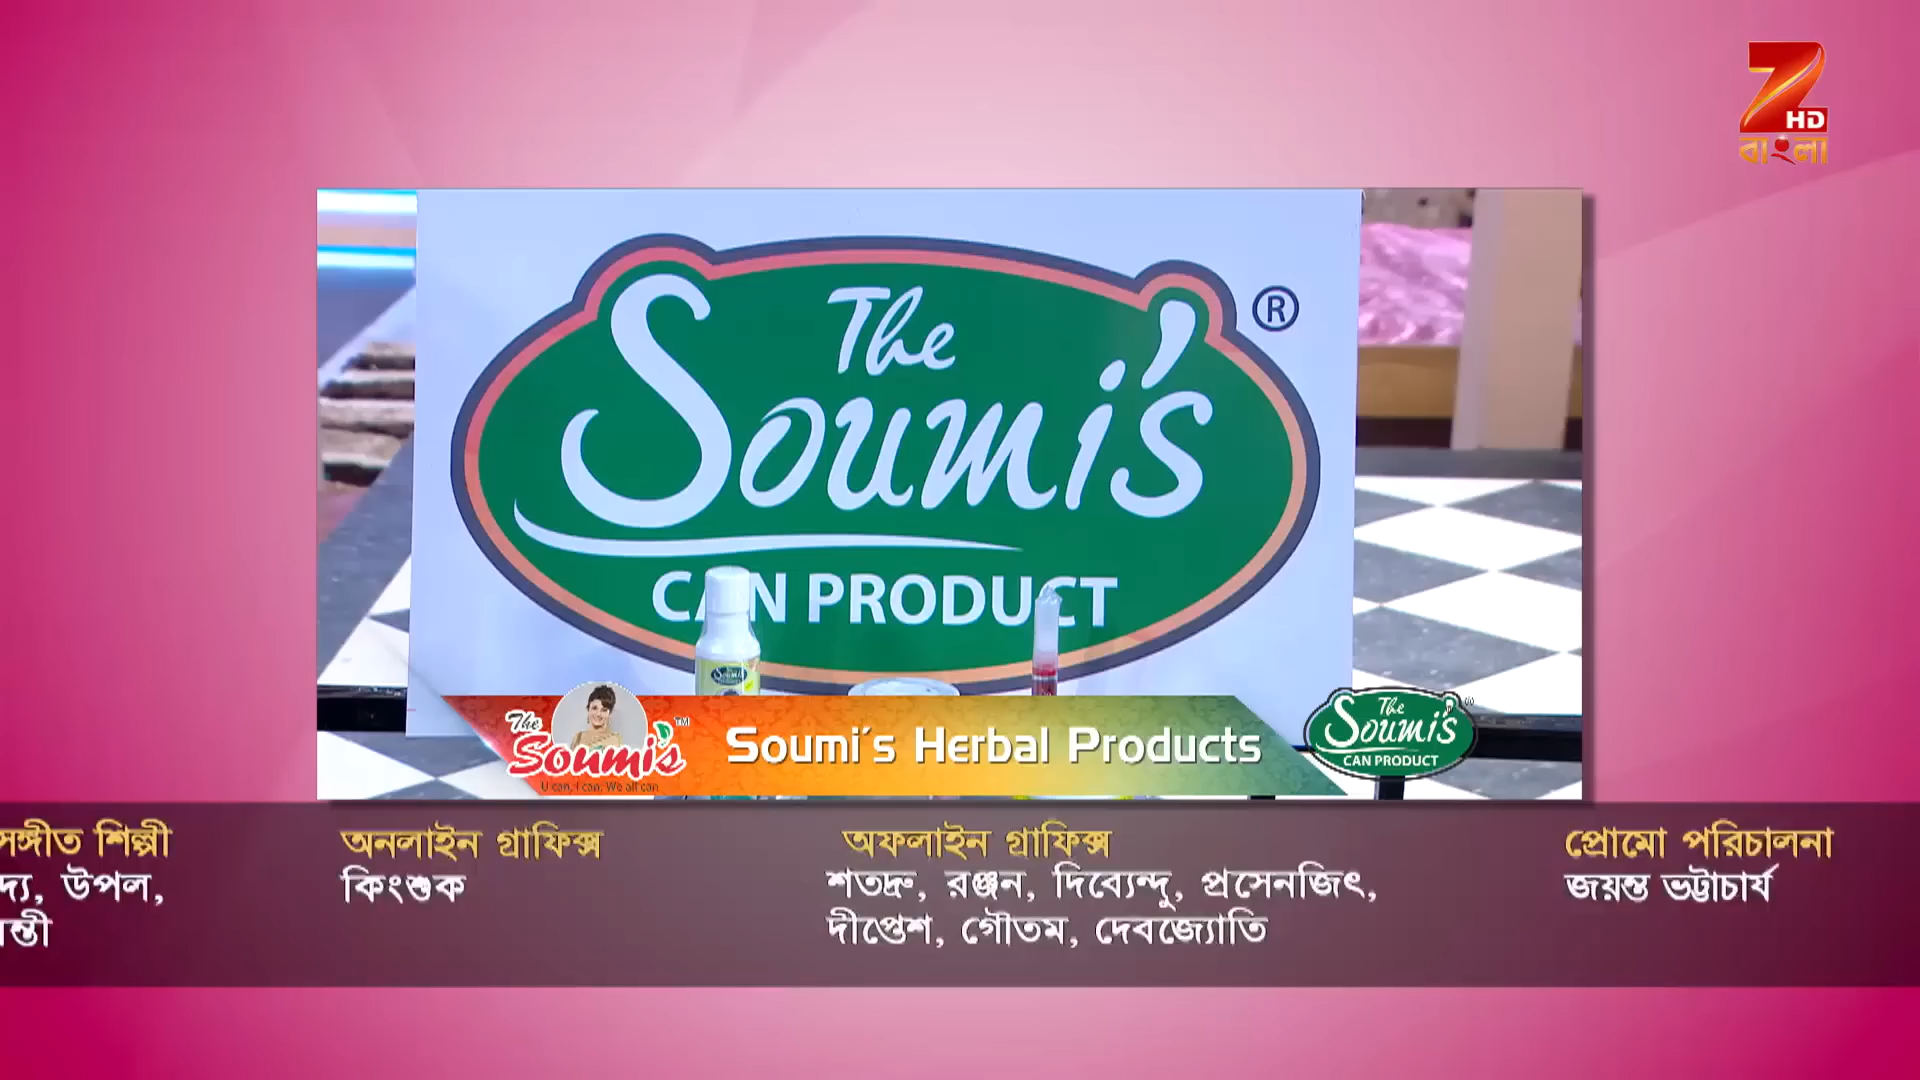 Z HD
বাংলা
The
Soumi's
®
CAN PRODUCT
Soumi's
The
Soumi's
TM
U can, I can, We all can
Soumi's Herbal Products
The
Soumi's
CAN PRODUCT
সঙ্গীত শিল্পী
উপল,
অনলাইন গ্রাফিক্স
কিংশুক
অফলাইন গ্রাফিক্স
শতদ্রু, রঞ্জন, দিব্যেন্দু, প্রসেনজিৎ,
দীপ্তেশ, গৌতম, দেবজ্যোতি
প্রোমো পরিচালনা
জয়ন্ত ভট্টাচার্য